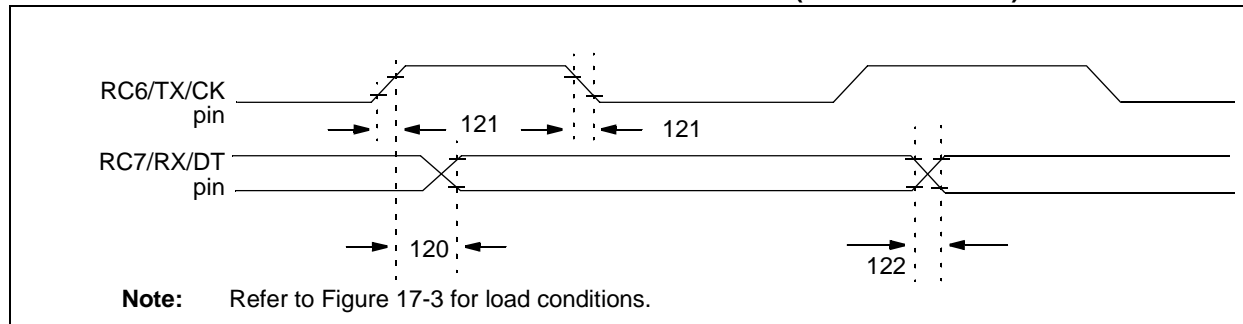 RC6/TX/CK
pin
121
121
RC7/RX/DT
pin
120
122
Note: Refer to Figure 17-3 for load conditions.